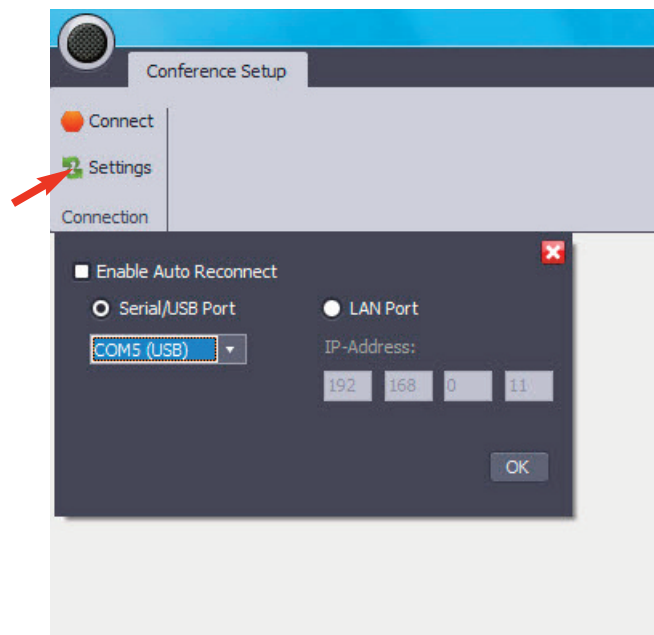 Conference Setup
Connect
Settings
Connection
Enable Auto Reconnect
Serial/USB Port
LAN Port
COM5 (USB)
IP-Address:
192 168 0 11
OK